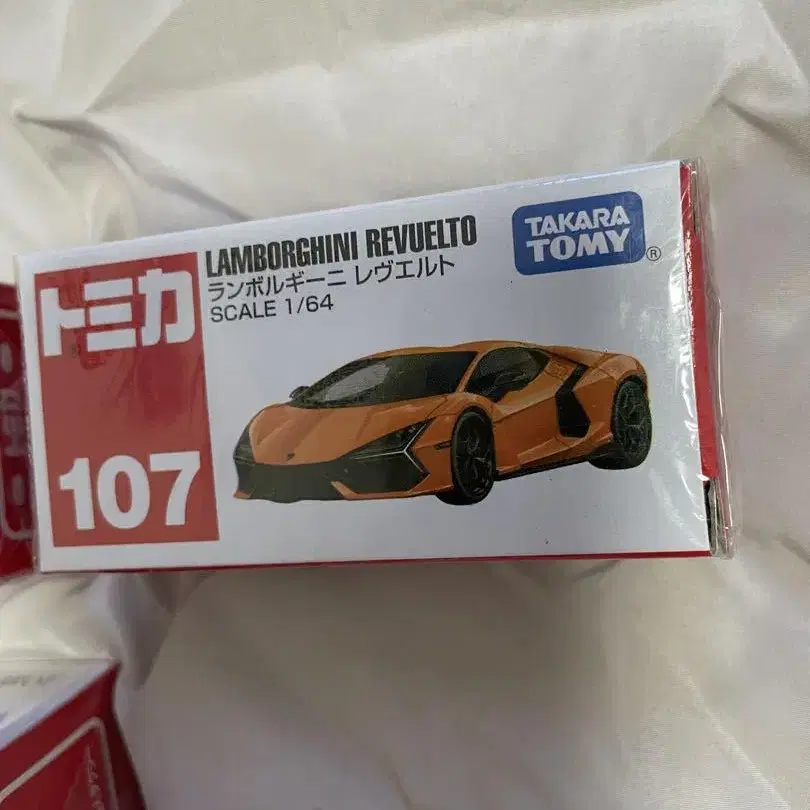 トミカ
107
LAMBORGHINI REVUELTO
ランボルギーニ レヴエルト
SCALE 1/64
TAKARA
TOMY
®